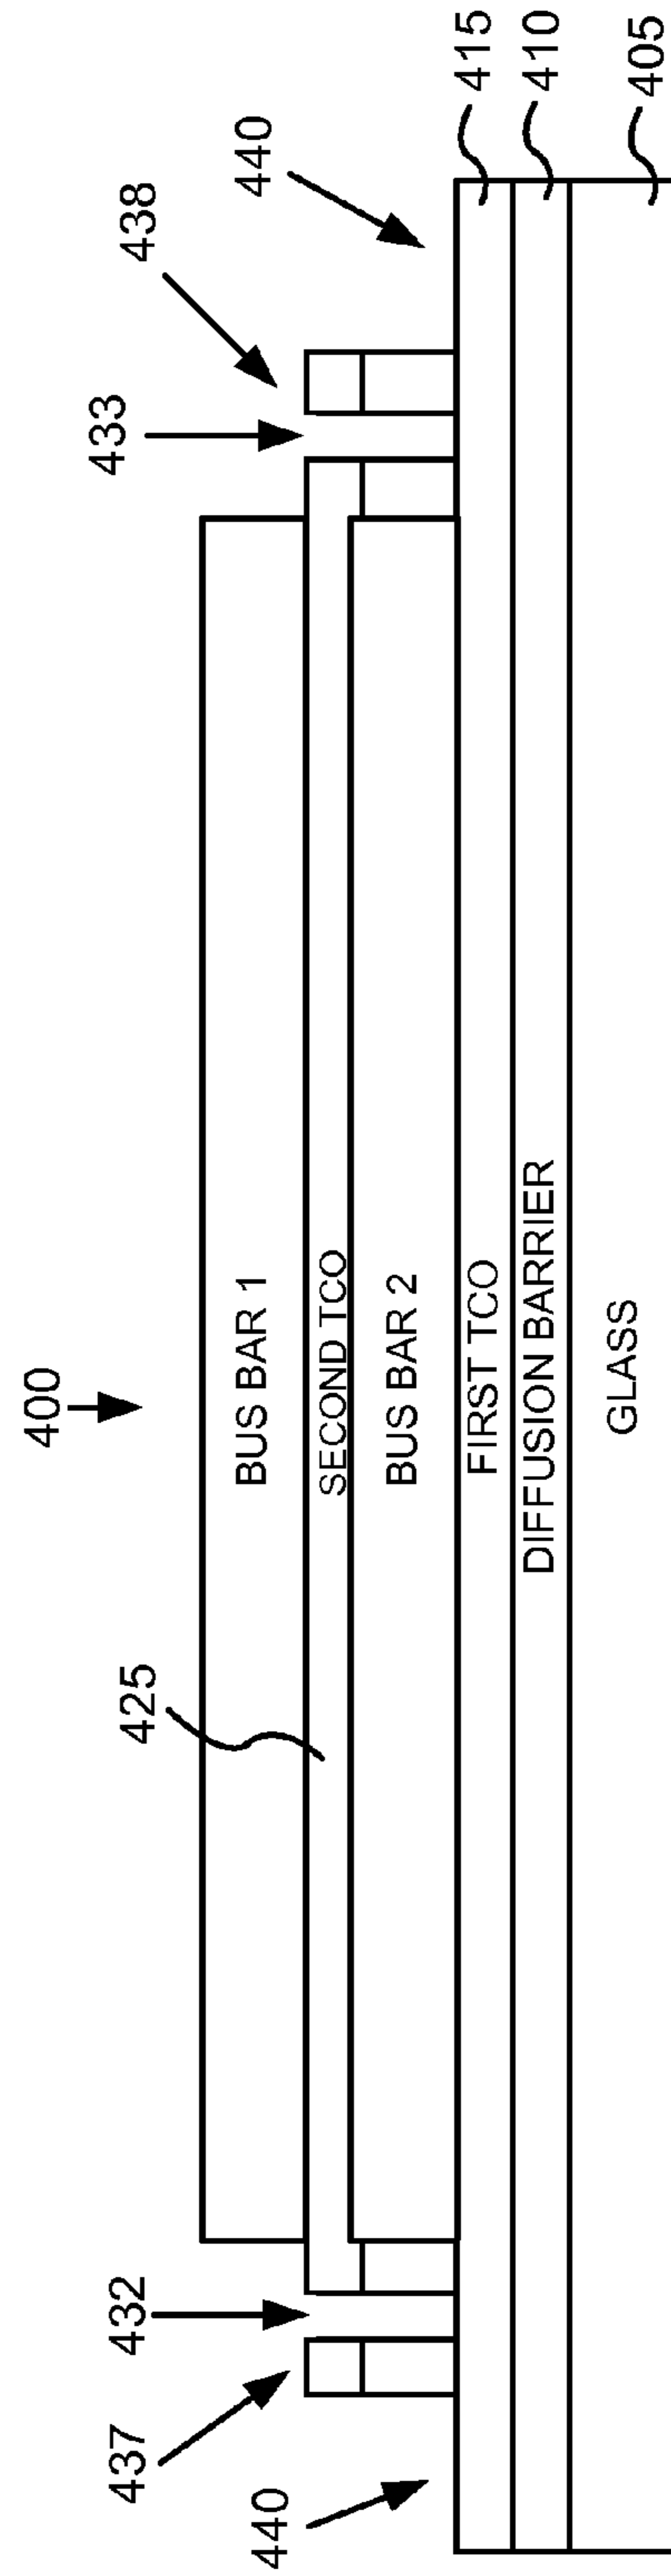 400
BUS BAR 1
425
SECOND TCO
BUS BAR 2
FIRST TCO
DIFFUSION BARRIER
GLASS
440
437
432
433
438
440
415
410
405